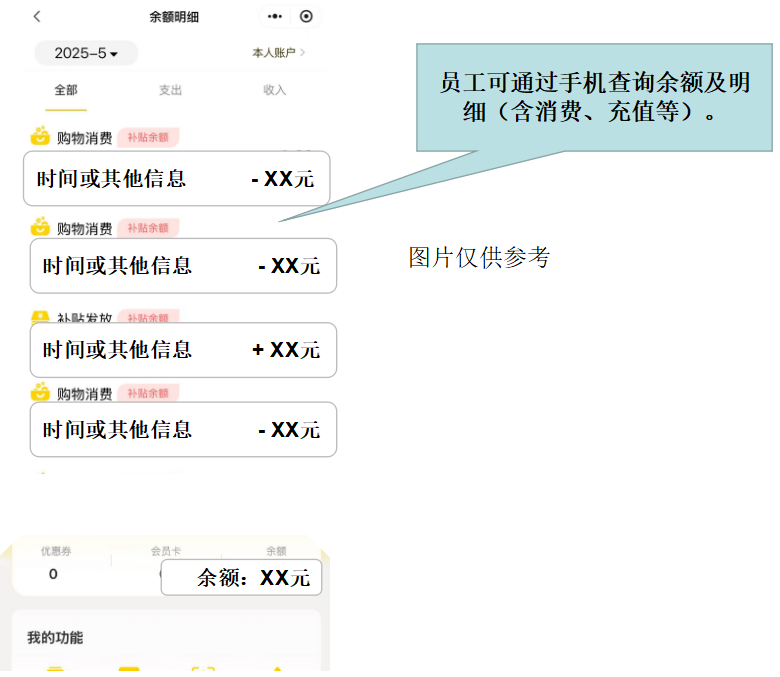 余额明细
2025-5
本人账户
全部
支出
收入
员工可通过手机查询余额及明
细（含消费、充值等）。
购物消费
补贴余额
时间或其他信息
- XX元
购物消费
补贴余额
时间或其他信息
- XX元
图片仅供参考
补贴发放
补贴余额
时间或其他信息
+ XX元
购物消费
补贴余额
时间或其他信息
- XX元
优惠券
会员卡
余额
0
余额：XX元
我的功能